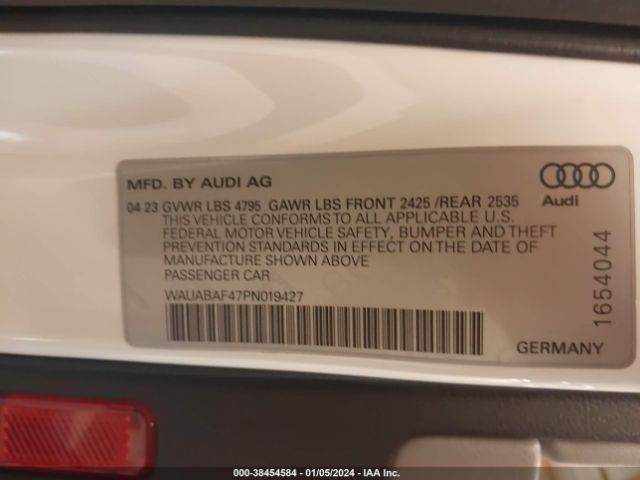 MFD. BY AUDI AG
Audi
04 23 GVWR LBS 4795 GAWR LBS FRONT 2425 /REAR 2535
THIS VEHICLE CONFORMS TO ALL APPLICABLE U.S.
FEDERAL MOTOR VEHICLE SAFETY, BUMPER AND THEFT
PREVENTION STANDARDS IN EFFECT ON THE DATE OF
MANUFACTURE SHOWN ABOVE
PASSENGER CAR
WAUABAF47PN019427
1654044
GERMANY
000-38454584 | 01/05/2024 | IAA Inc.